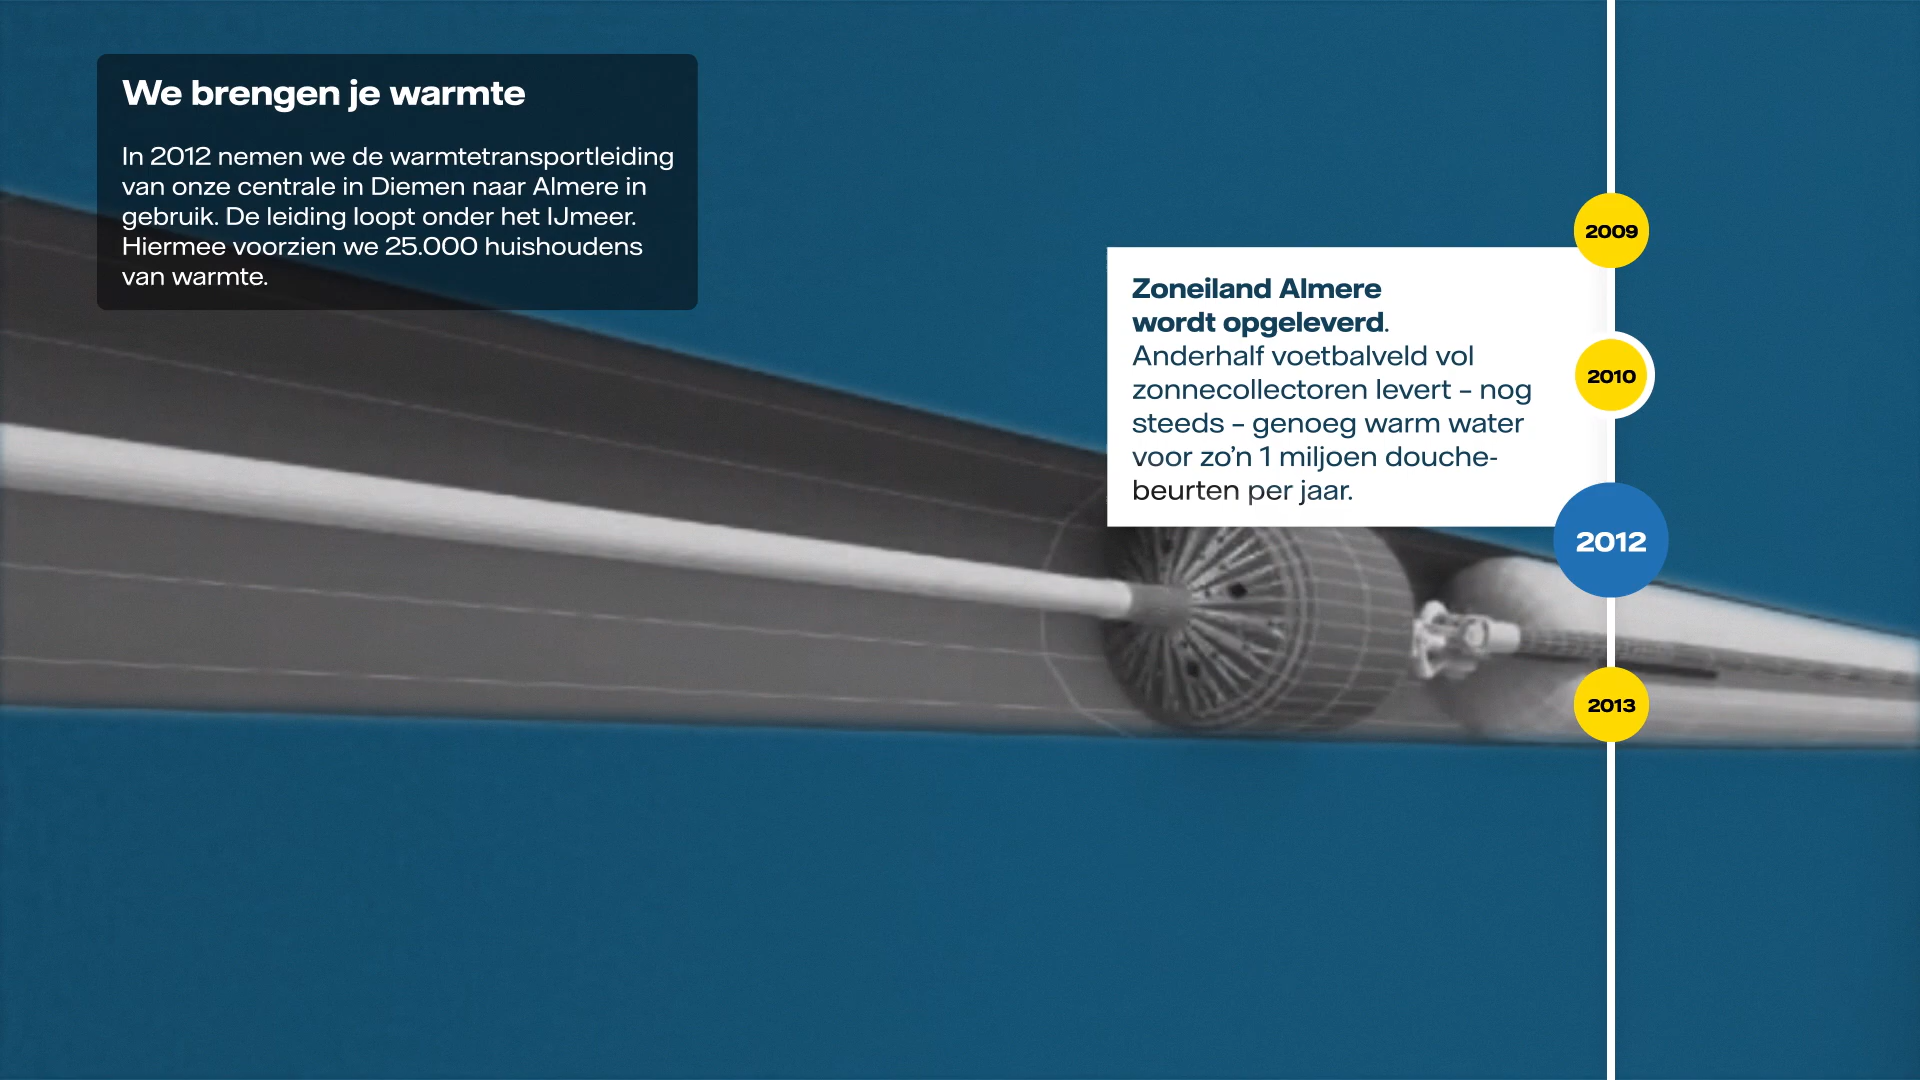 We brengen je warmte
In 2012 nemen we de warmtetransportleiding
van onze centrale in Diemen naar Almere in
gebruik. De leiding loopt onder het IJmeer.
Hiermee voorzien we 25.000 huishoudens
van warmte.
2009
Zoneiland Almere
wordt opgeleverd.
Anderhalf voetbalveld vol
zonnecollectoren levert – nog
steeds – genoeg warm water
voor zo’n 1 miljoen douche-
beurten per jaar.
2010
2012
2013